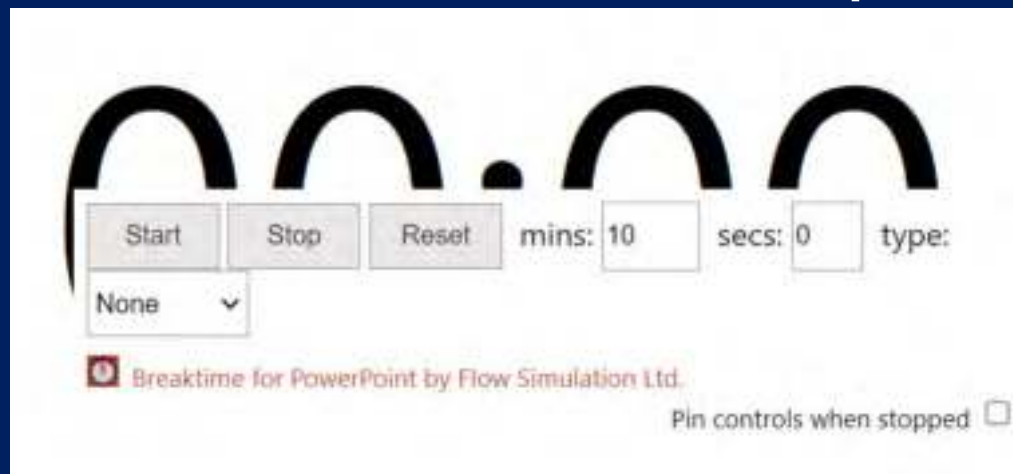 00:00
Start Stop Reset mins: 10 secs: 0 type:
None
Breaktime for PowerPoint by Flow Simulation Ltd.
Pin controls when stopped